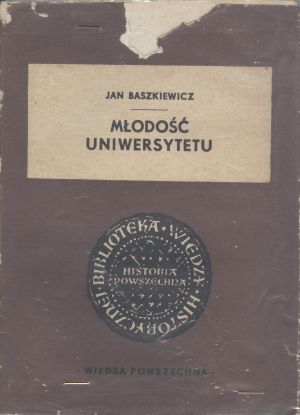 JAN BASZKIEWICZ
MŁODOŚĆ
UNIWERSYTETU
BIBLIOTEKA · WIEDZY · HISTORYCZNEJ ·
HISTORIA
POWSZECHNA
· WIEDZA POWSZECHNA ·